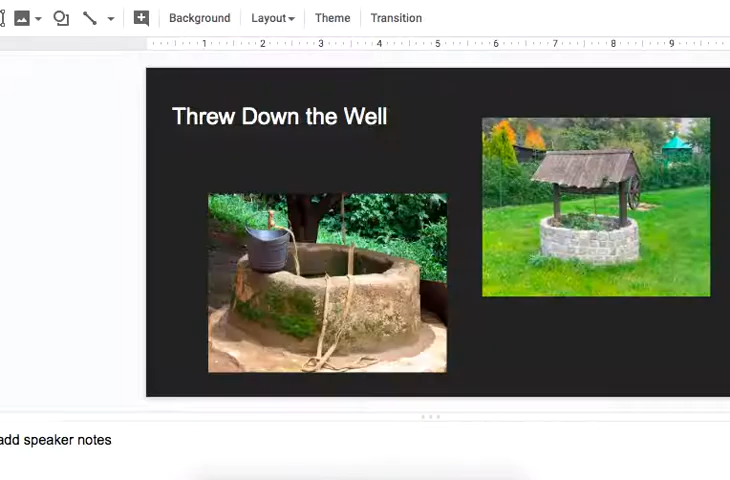 Background Layout Theme Transition
1 2 3 4 5 6 7 8 9
Threw Down the Well
add speaker notes